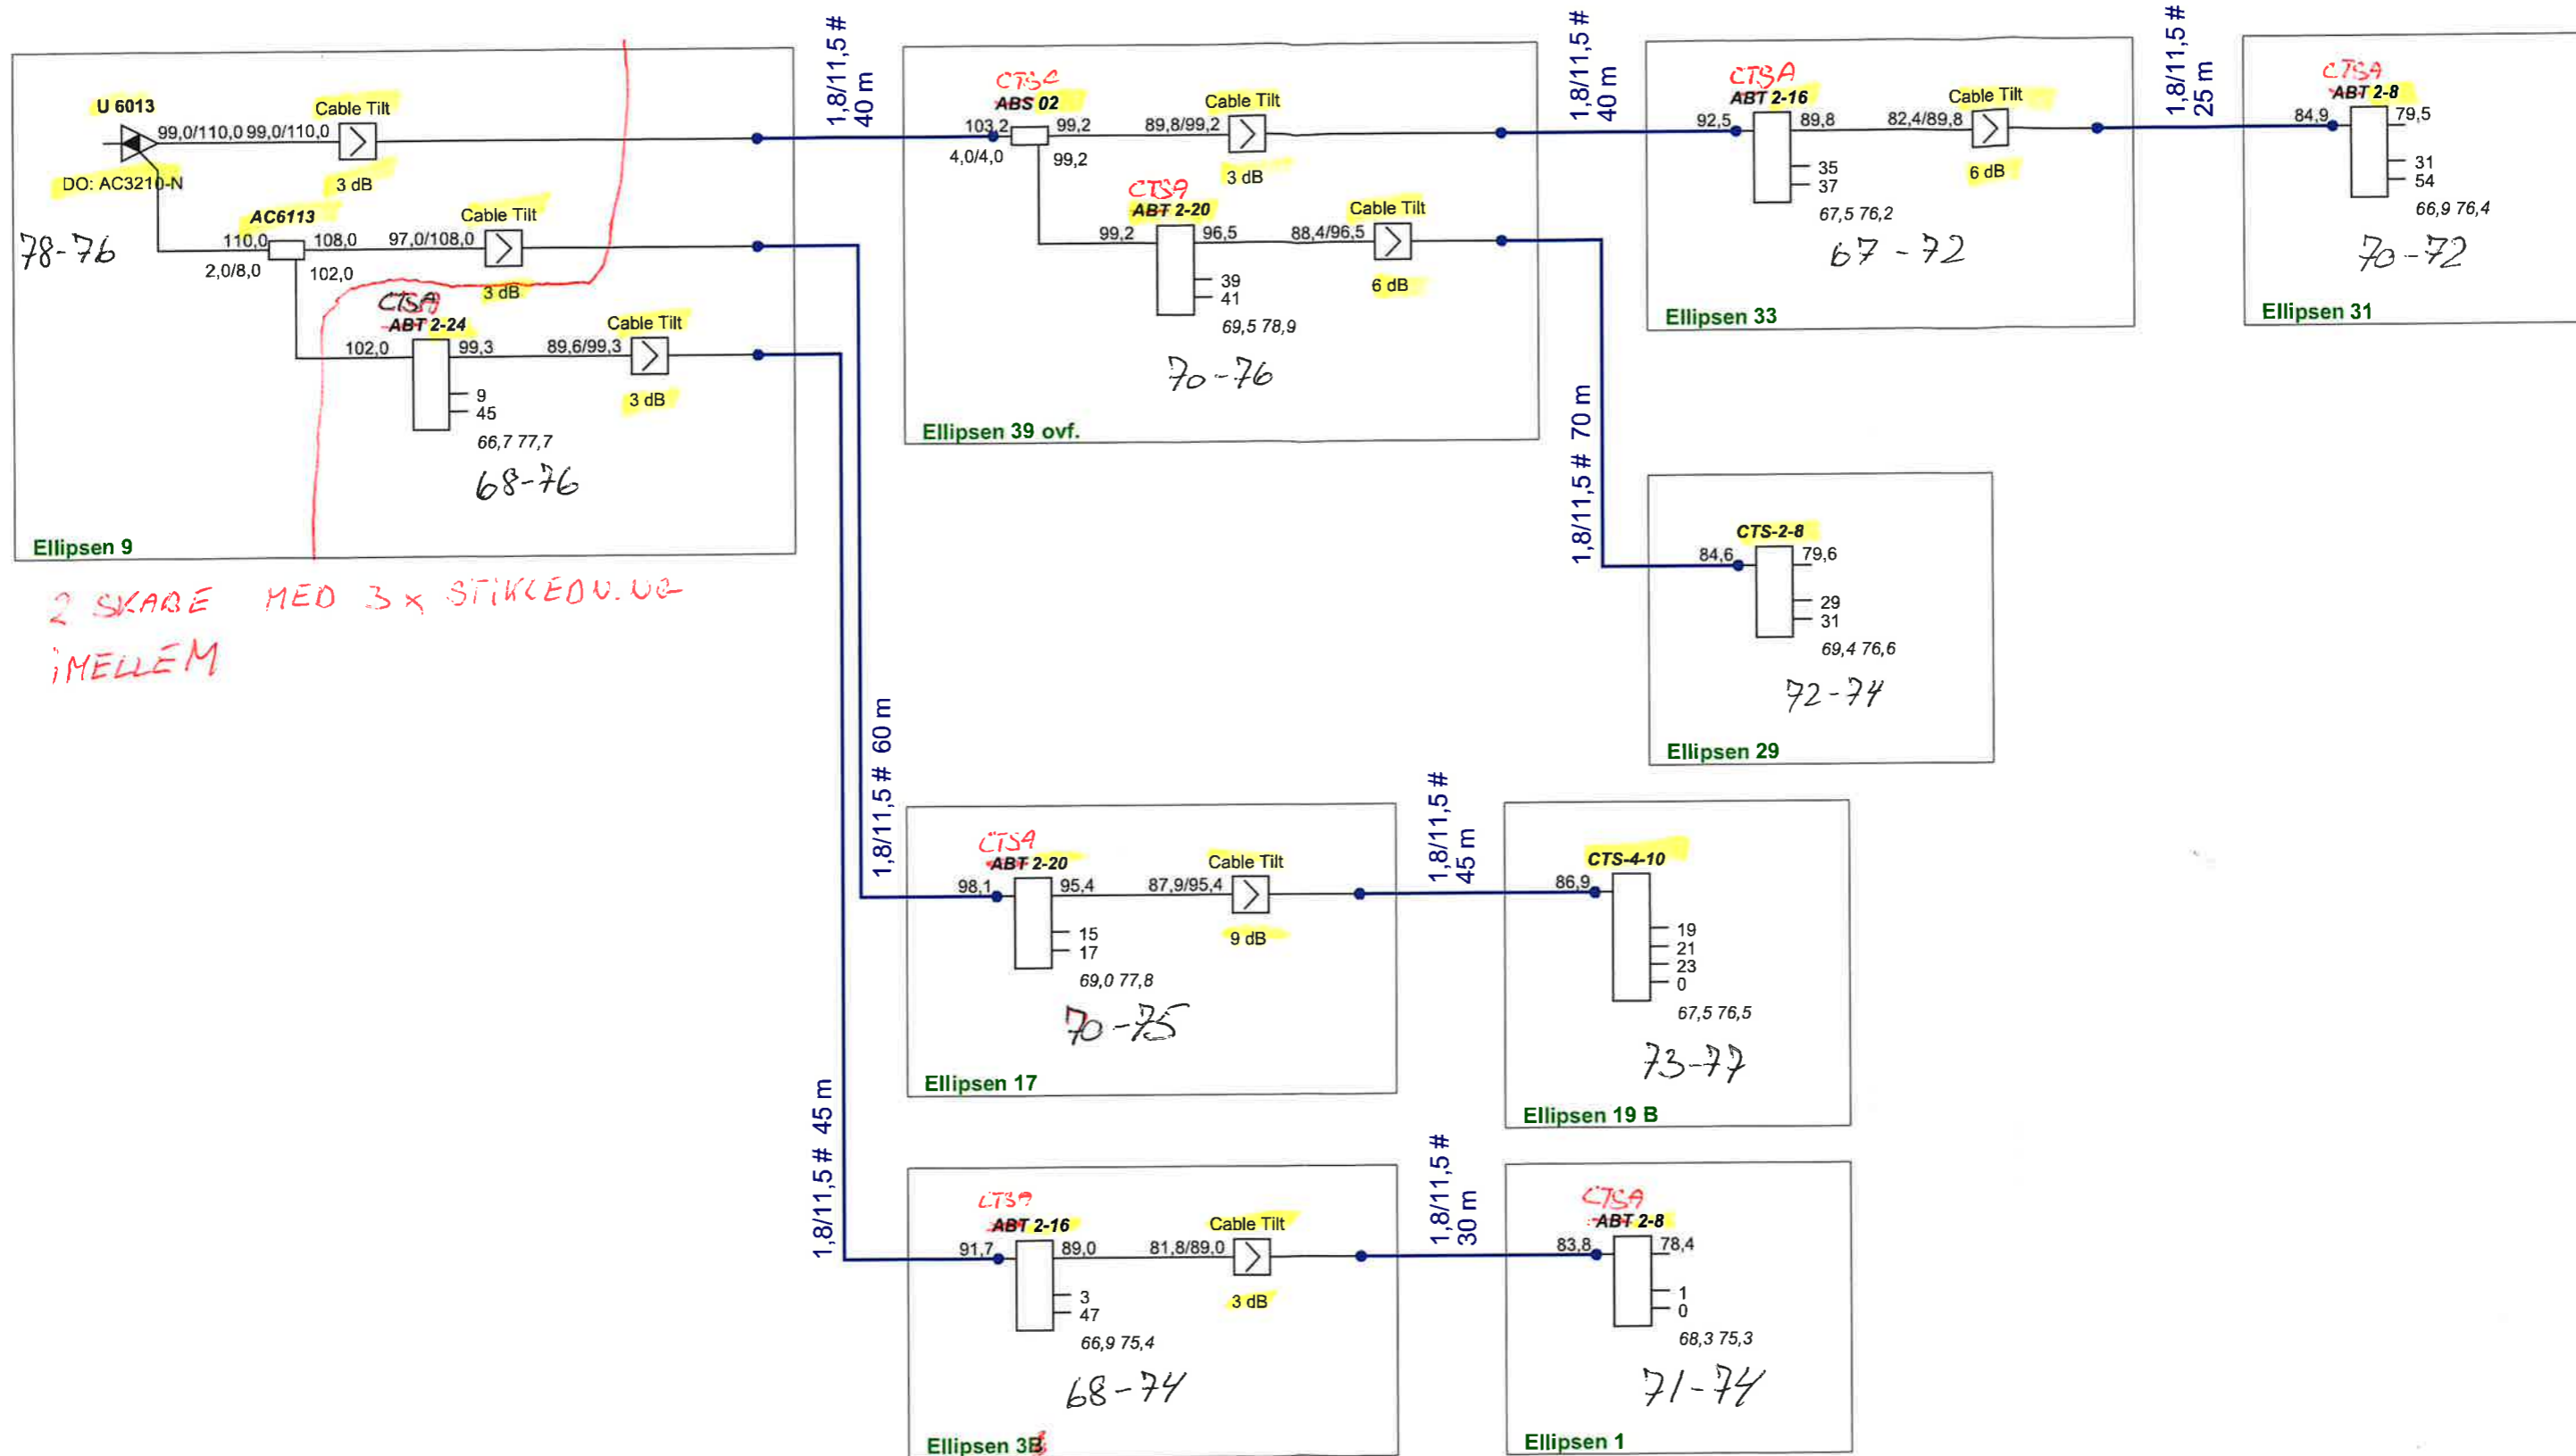 U 6013
99,0/110,0 99,0/110,0
Cable Tilt
3 dB
DO: AC3210-N
78-76
AC6113
110,0
108,0
97,0/108,0
Cable Tilt
3 dB
2,0/8,0
102,0
CTSA
ABT 2-24
102,0
99,3
89,6/99,3
Cable Tilt
3 dB
9
45
66,7 77,7
68-76
Ellipsen 9
2 SKABE MED 3 x STIKLEDN.NG
iMELLEM
1,8/11,5 #
40 m
CTSC
ABS 02
103,2
99,2
89,8/99,2
Cable Tilt
3 dB
4,0/4,0
99,2
CTSA
ABT 2-20
99,2
96,5
88,4/96,5
Cable Tilt
6 dB
39
41
69,5 78,9
70-76
Ellipsen 39 ovf.
1,8/11,5 #
40 m
CTSA
ABT 2-16
92,5
89,8
82,4/89,8
Cable Tilt
6 dB
35
37
67,5 76,2
67-72
Ellipsen 33
1,8/11,5 #
25 m
CTSA
ABT 2-8
84,9
79,5
31
54
66,9 76,4
70-72
Ellipsen 31
1,8/11,5 # 70 m
CTS-2-8
84,6
79,6
29
31
69,4 76,6
72-74
Ellipsen 29
1,8/11,5 # 60 m
CTSA
ABT 2-20
98,1
95,4
87,9/95,4
Cable Tilt
9 dB
15
17
69,0 77,8
70-75
Ellipsen 17
1,8/11,5 #
45 m
CTS-4-10
86,9
19
21
23
0
67,5 76,5
73-77
Ellipsen 19 B
1,8/11,5 # 45 m
CTSA
ABT 2-16
91,7
89,0
81,8/89,0
Cable Tilt
3 dB
3
47
66,9 75,4
68-74
Ellipsen 3B
1,8/11,5 #
30 m
CTSA
ABT 2-8
83,8
78,4
1
0
68,3 75,3
71-74
Ellipsen 1